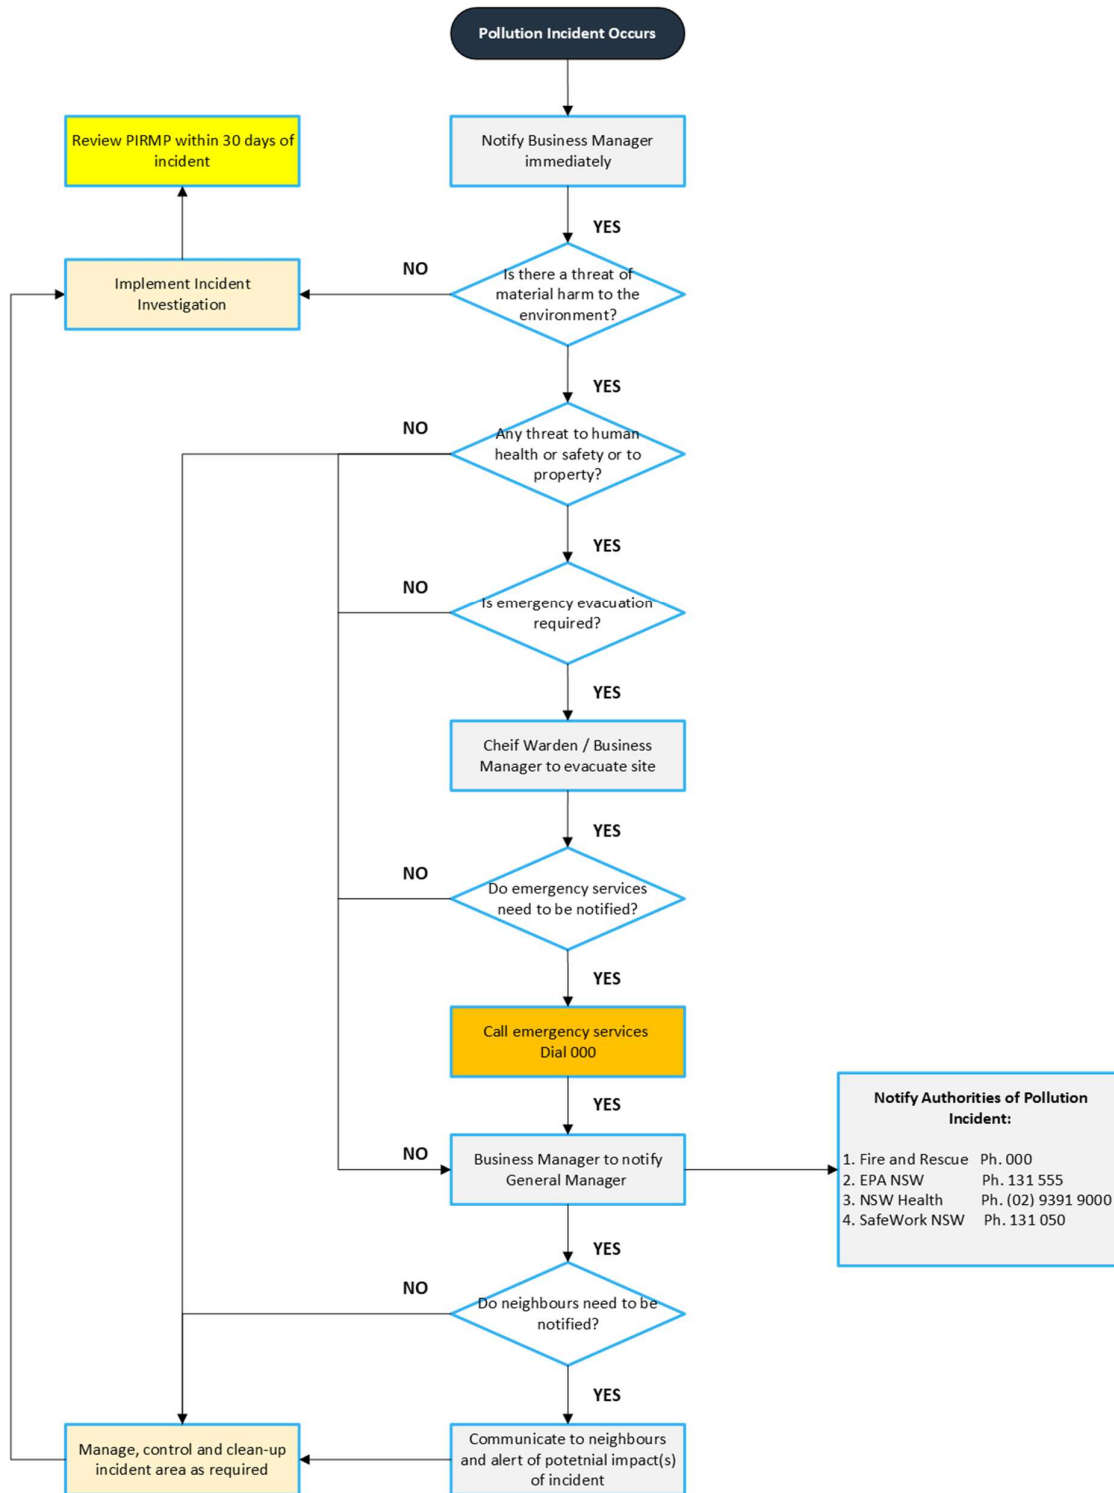 Pollution Incident Occurs
Review PIRMP within 30 days of
incident
Notify Business Manager
immediately
YES
NO
Implement Incident
Investigation
Is there a threat of
material harm to the
environment?
YES
NO
Any threat to human
health or safety or to
property?
YES
NO
Is emergency evacuation
required?
YES
Cheif Warden / Business
Manager to evacuate site
YES
NO
Do emergency services
need to be notified?
YES
Call emergency services
Dial 000
YES
NO
Business Manager to notify
General Manager
Notify Authorities of Pollution
Incident:
1. Fire and Rescue Ph. 000
2. EPA NSW Ph. 131 555
3. NSW Health Ph. (02) 9391 9000
4. SafeWork NSW Ph. 131 050
YES
NO
Do neighbours need to be
notified?
YES
Manage, control and clean-up
incident area as required
Communicate to neighbours
and alert of potetnial impact(s)
of incident